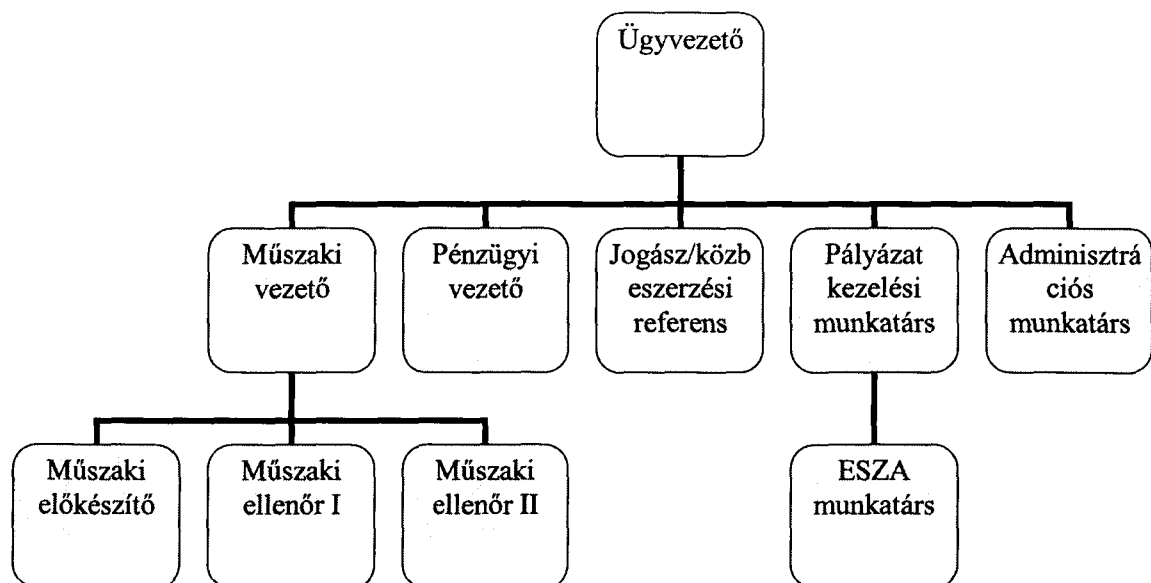 Ügyvezető
Műszaki
vezető
Pénzügyi
vezető
Jogász/közb
eszerzési
referens
Pályázat
kezelési
munkatárs
Adminisztrá
ciós
munkatárs
Műszaki
előkészítő
Műszaki
ellenőr I
Műszaki
ellenőr II
ESZA
munkatárs